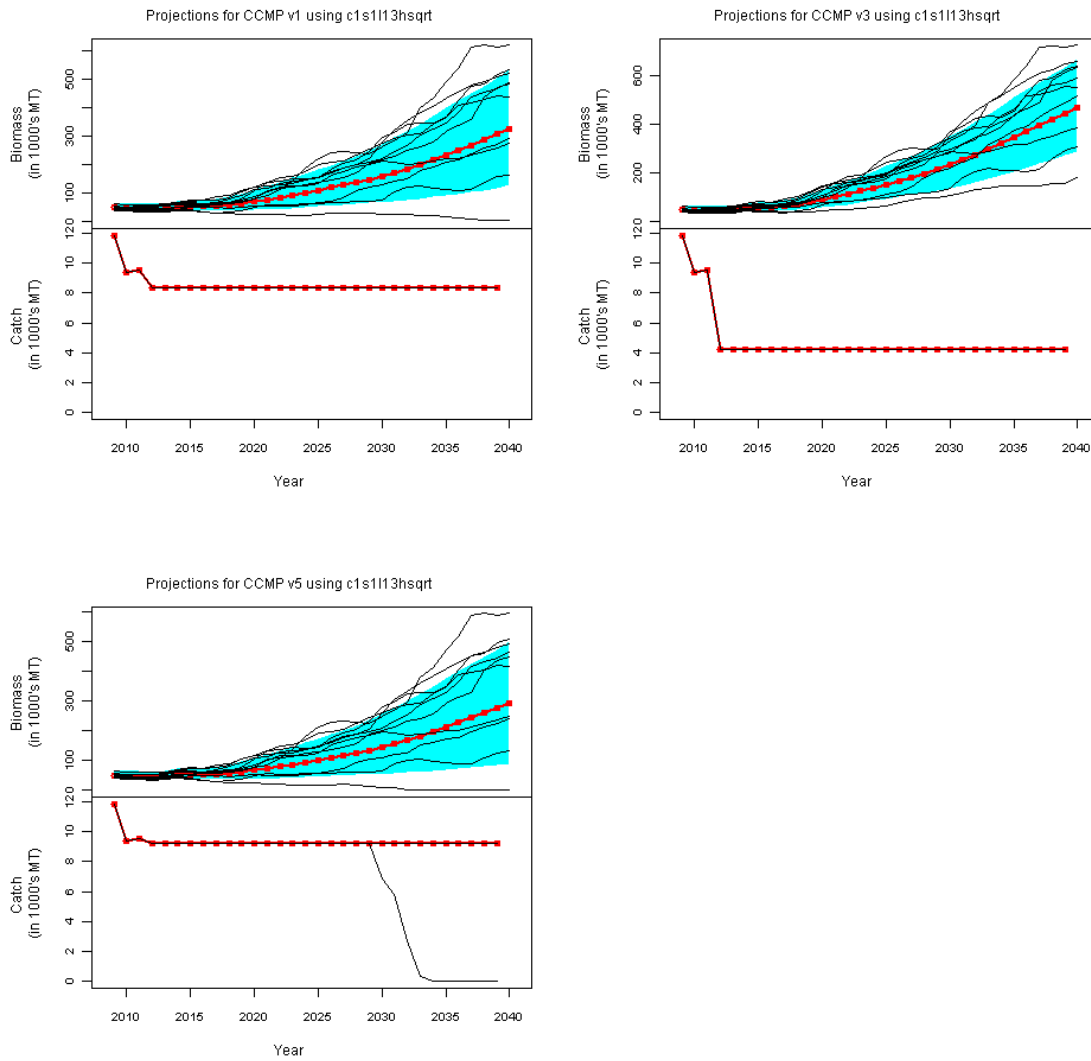 Projections for CCMP v1 using c1s1l13hsqrt
Biomass
(in 1000's MT)
500
300
100
10
Catch
(in 1000's MT)
12
10
8
6
4
2
0
2010 2015 2020 2025 2030 2035 2040
Year
Projections for CCMP v3 using c1s1l13hsqrt
Biomass
(in 1000's MT)
600
400
200
Catch
(in 1000's MT)
12
10
8
6
4
2
0
2010 2015 2020 2025 2030 2035 2040
Year
Projections for CCMP v5 using c1s1l13hsqrt
Biomass
(in 1000's MT)
500
300
100
Catch
(in 1000's MT)
12
10
8
6
4
2
0
2010 2015 2020 2025 2030 2035 2040
Year